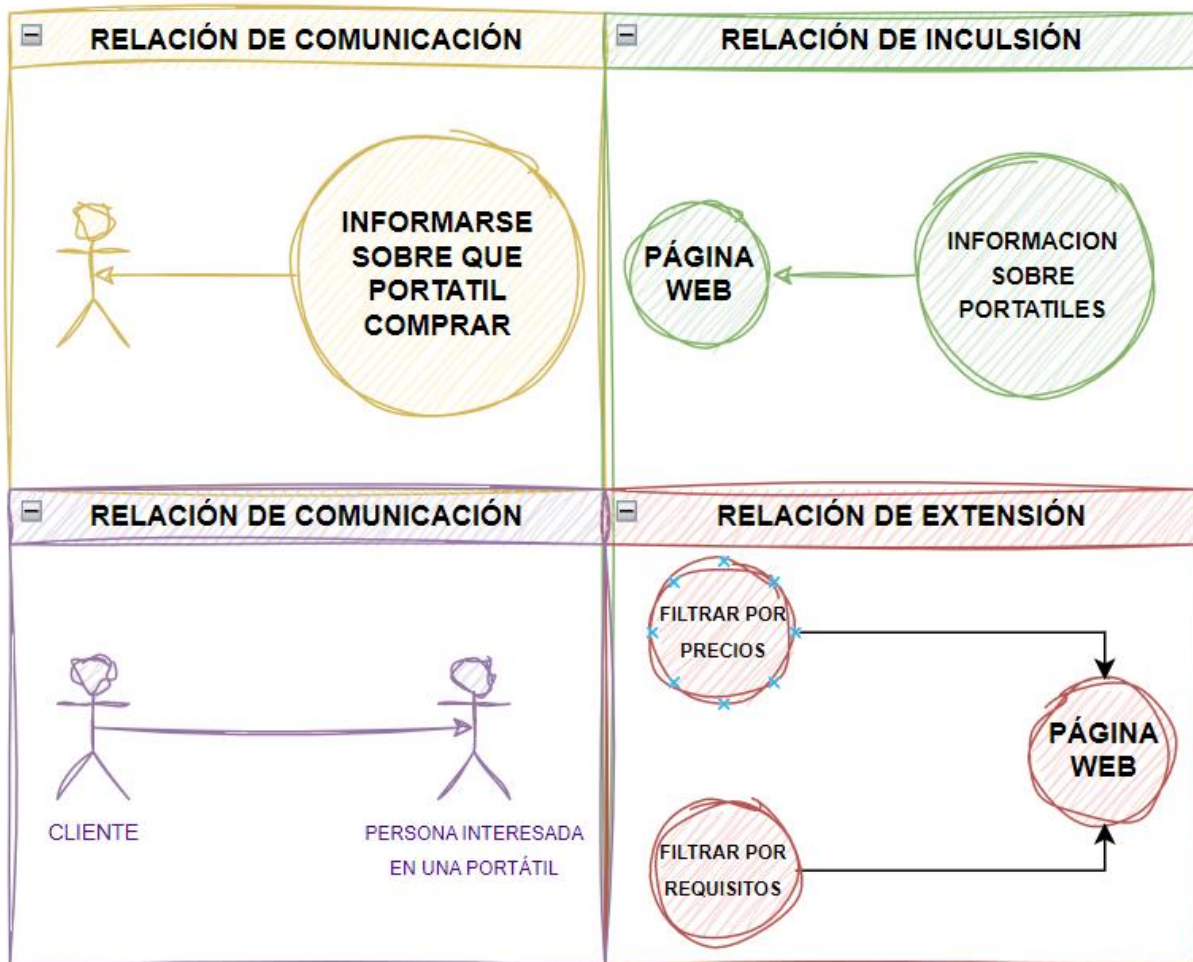 RELACIÓN DE COMUNICACIÓN
INFORMARSE
SOBRE QUE
PORTATIL
COMPRAR
RELACIÓN DE INCULSIÓN
PÁGINA
WEB
INFORMACION
SOBRE
PORTATILES
RELACIÓN DE COMUNICACIÓN
CLIENTE
PERSONA INTERESADA
EN UNA PORTÁTIL
RELACIÓN DE EXTENSIÓN
FILTRAR POR
PRECIOS
PÁGINA
WEB
FILTRAR POR
REQUISITOS